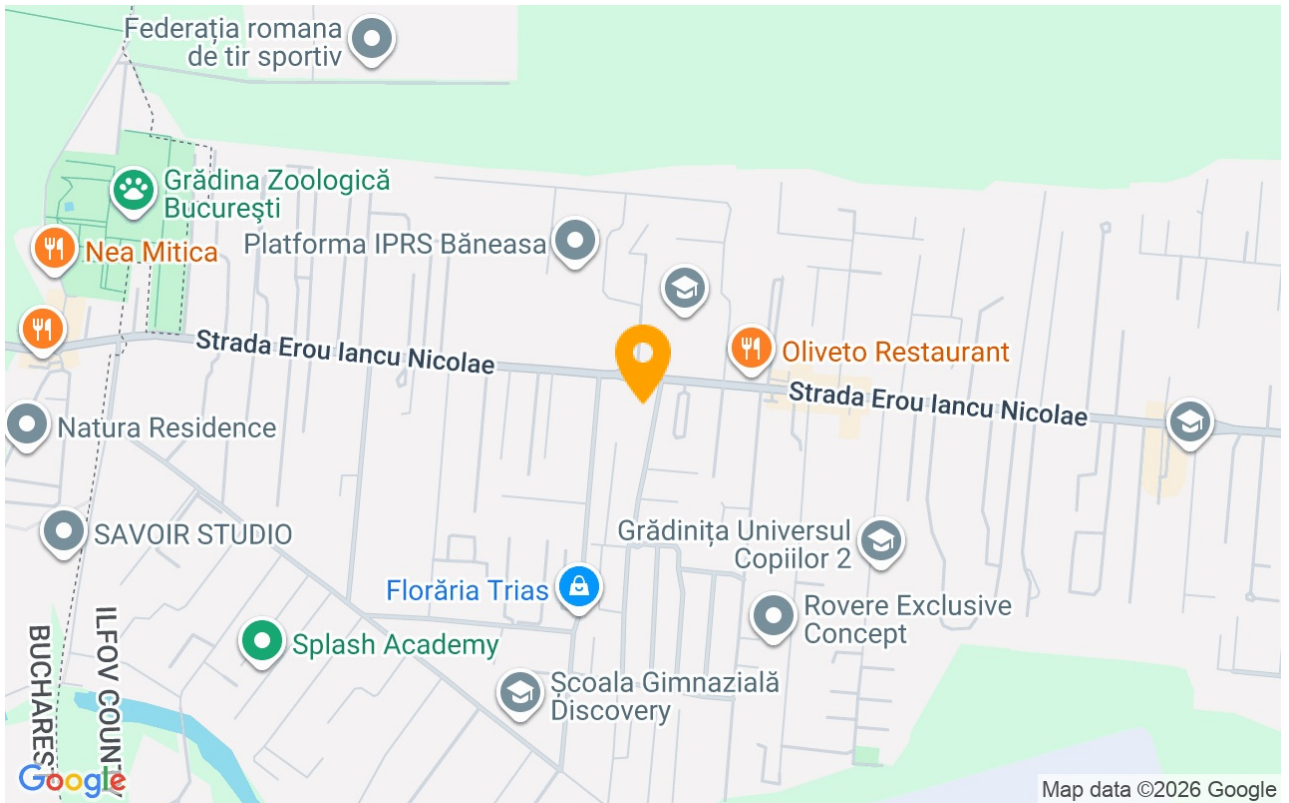 Federația romana
de tir sportiv
Grădina Zoologică
București
Nea Mitica
Platforma IPRS Băneasa
Strada Erou Iancu Nicolae
Oliveto Restaurant
Strada Erou Iancu Nicolae
Natura Residence
SAVOIR STUDIO
Grădinița Universul
Copiilor 2
Florăria Trias
Rovere Exclusive
Concept
Splash Academy
Școala Gimnazială
Discovery
ILFOV COUNTY
BUCHAREST
Google
Map data ©2026 Google